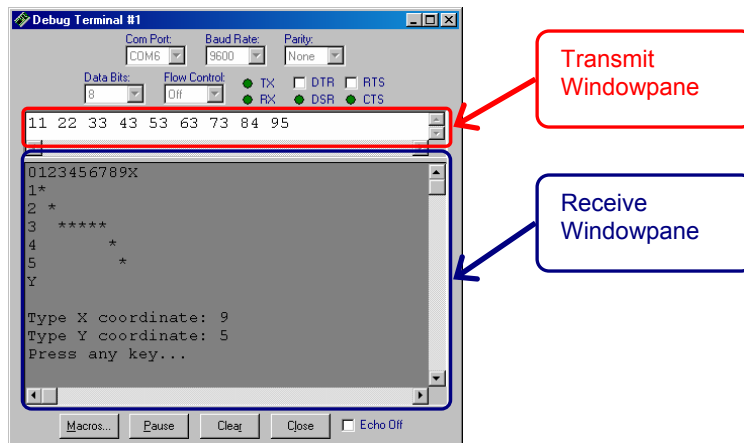 Debug Terminal #1
Com Port: Baud Rate: Parity:
COM6 9600 None
Data Bits: Flow Control: TX DTR RTS
8 Off RX DSR CTS
11 22 33 43 53 63 73 84 95
0123456789X
1*
2 *
3  *****
4       *
5        *
Y
Type X coordinate: 9
Type Y coordinate: 5
Press any key...
Macros... Pause Clear Close Echo Off
Transmit
Windowpane
Receive
Windowpane